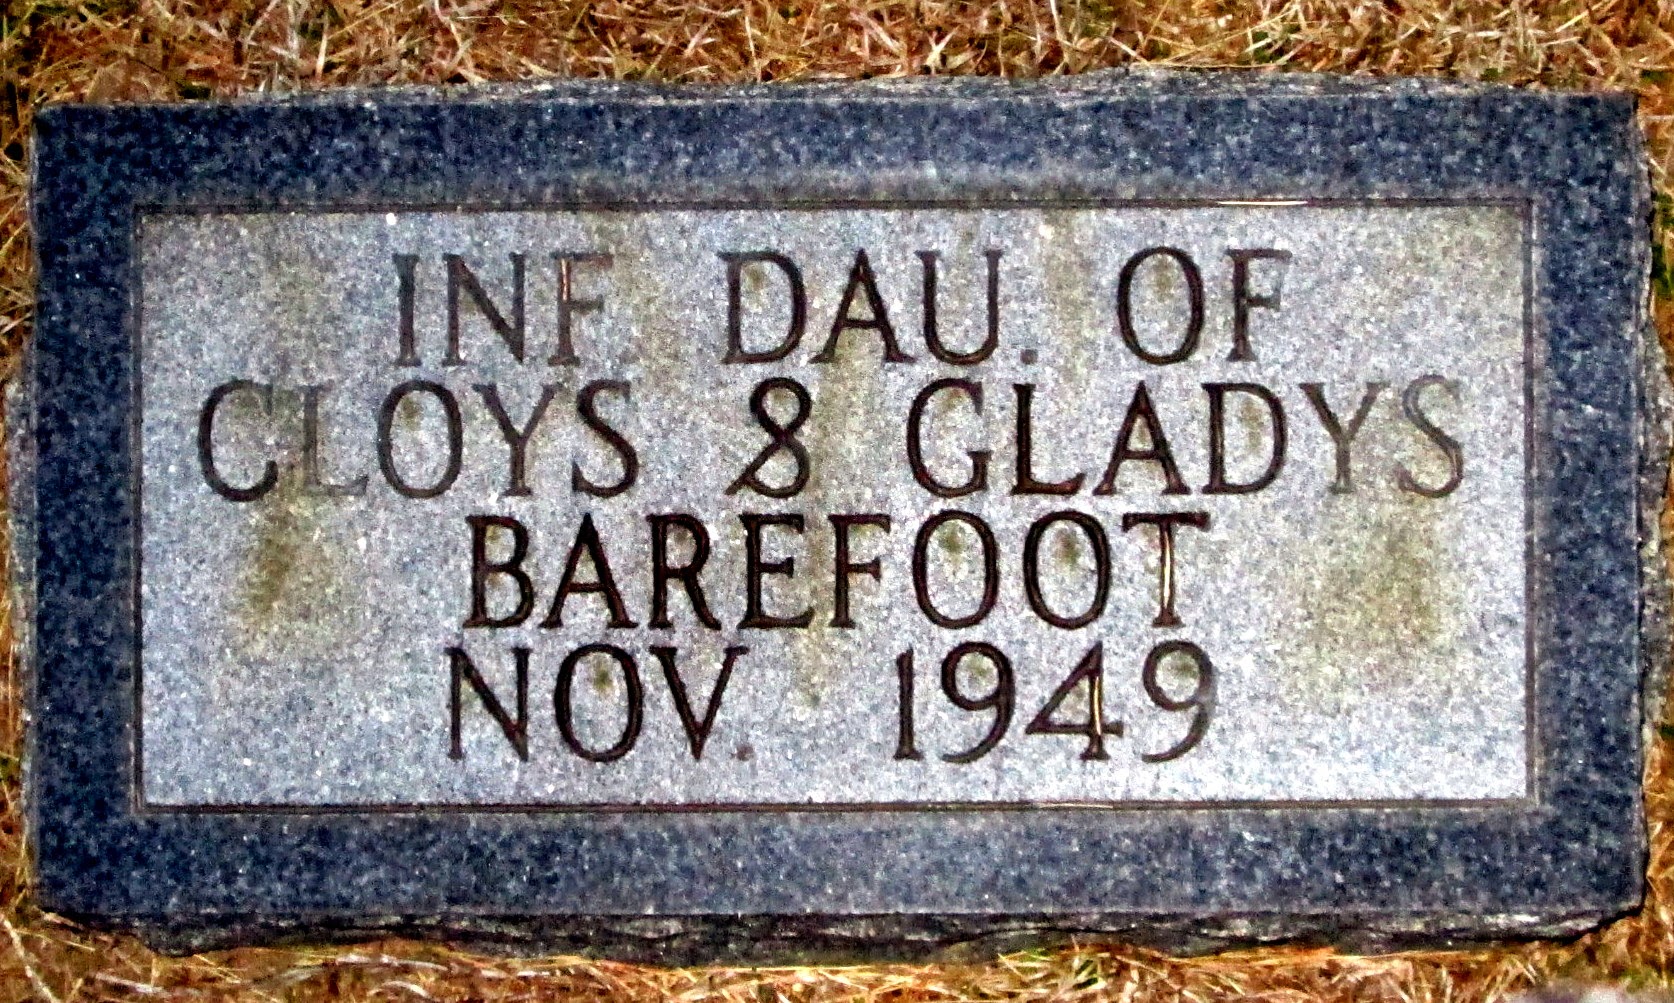 INF DAU. OF
CLOYS & GLADYS
BAREFOOT
NOV. 1949